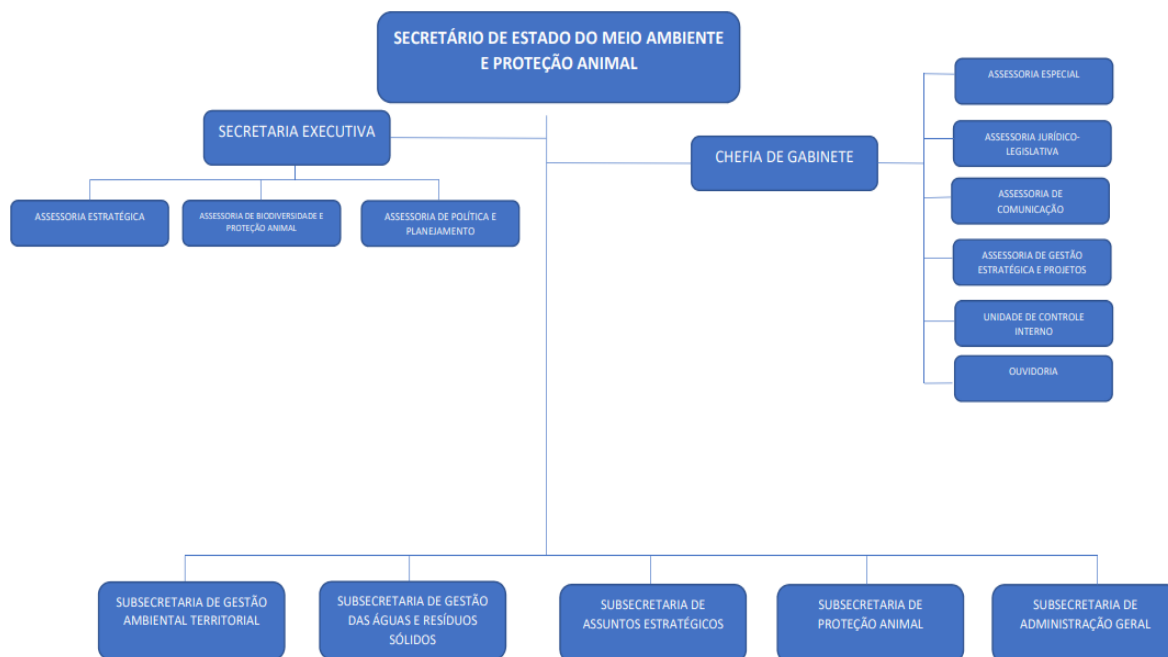 SECRETÁRIO DE ESTADO DO MEIO AMBIENTE
E PROTEÇÃO ANIMAL
SECRETARIA EXECUTIVA
ASSESSORIA ESTRATÉGICA
ASSESSORIA DE BIODIVERSIDADE E
PROTEÇÃO ANIMAL
ASSESSORIA DE POLÍTICA E
PLANEJAMENTO
CHEFIA DE GABINETE
ASSESSORIA ESPECIAL
ASSESSORIA JURÍDICO-
LEGISLATIVA
ASSESSORIA DE
COMUNICAÇÃO
ASSESSORIA DE GESTÃO
ESTRATÉGICA E PROJETOS
UNIDADE DE CONTROLE
INTERNO
OUVIDORIA
SUBSECRETARIA DE GESTÃO
AMBIENTAL TERRITORIAL
SUBSECRETARIA DE GESTÃO
DAS ÁGUAS E RESÍDUOS
SÓLIDOS
SUBSECRETARIA DE
ASSUNTOS ESTRATÉGICOS
SUBSECRETARIA DE
PROTEÇÃO ANIMAL
SUBSECRETARIA DE
ADMINISTRAÇÃO GERAL